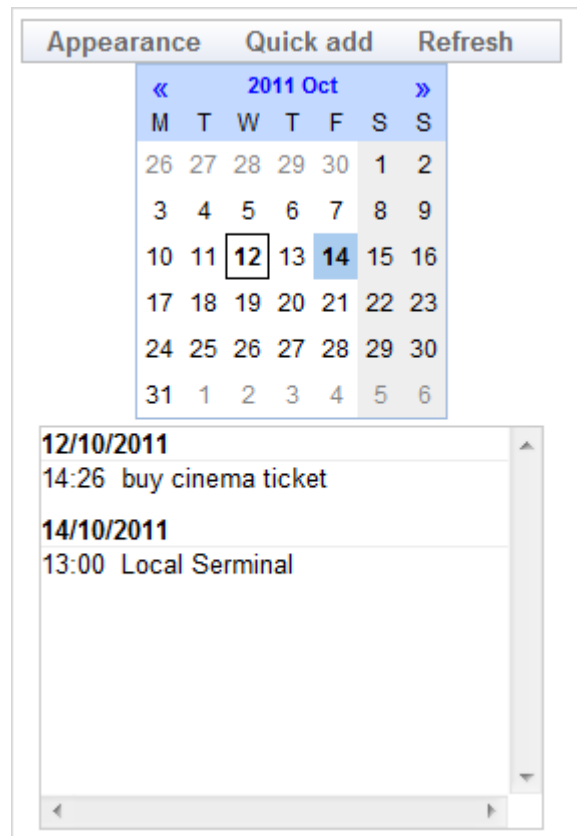 Appearance Quick add Refresh
« 2011 Oct »
M T W T F S S
26 27 28 29 30 1 2
3 4 5 6 7 8 9
10 11 12 13 14 15 16
17 18 19 20 21 22 23
24 25 26 27 28 29 30
31 1 2 3 4 5 6
12/10/2011
14:26 buy cinema ticket
14/10/2011
13:00 Local Serminal